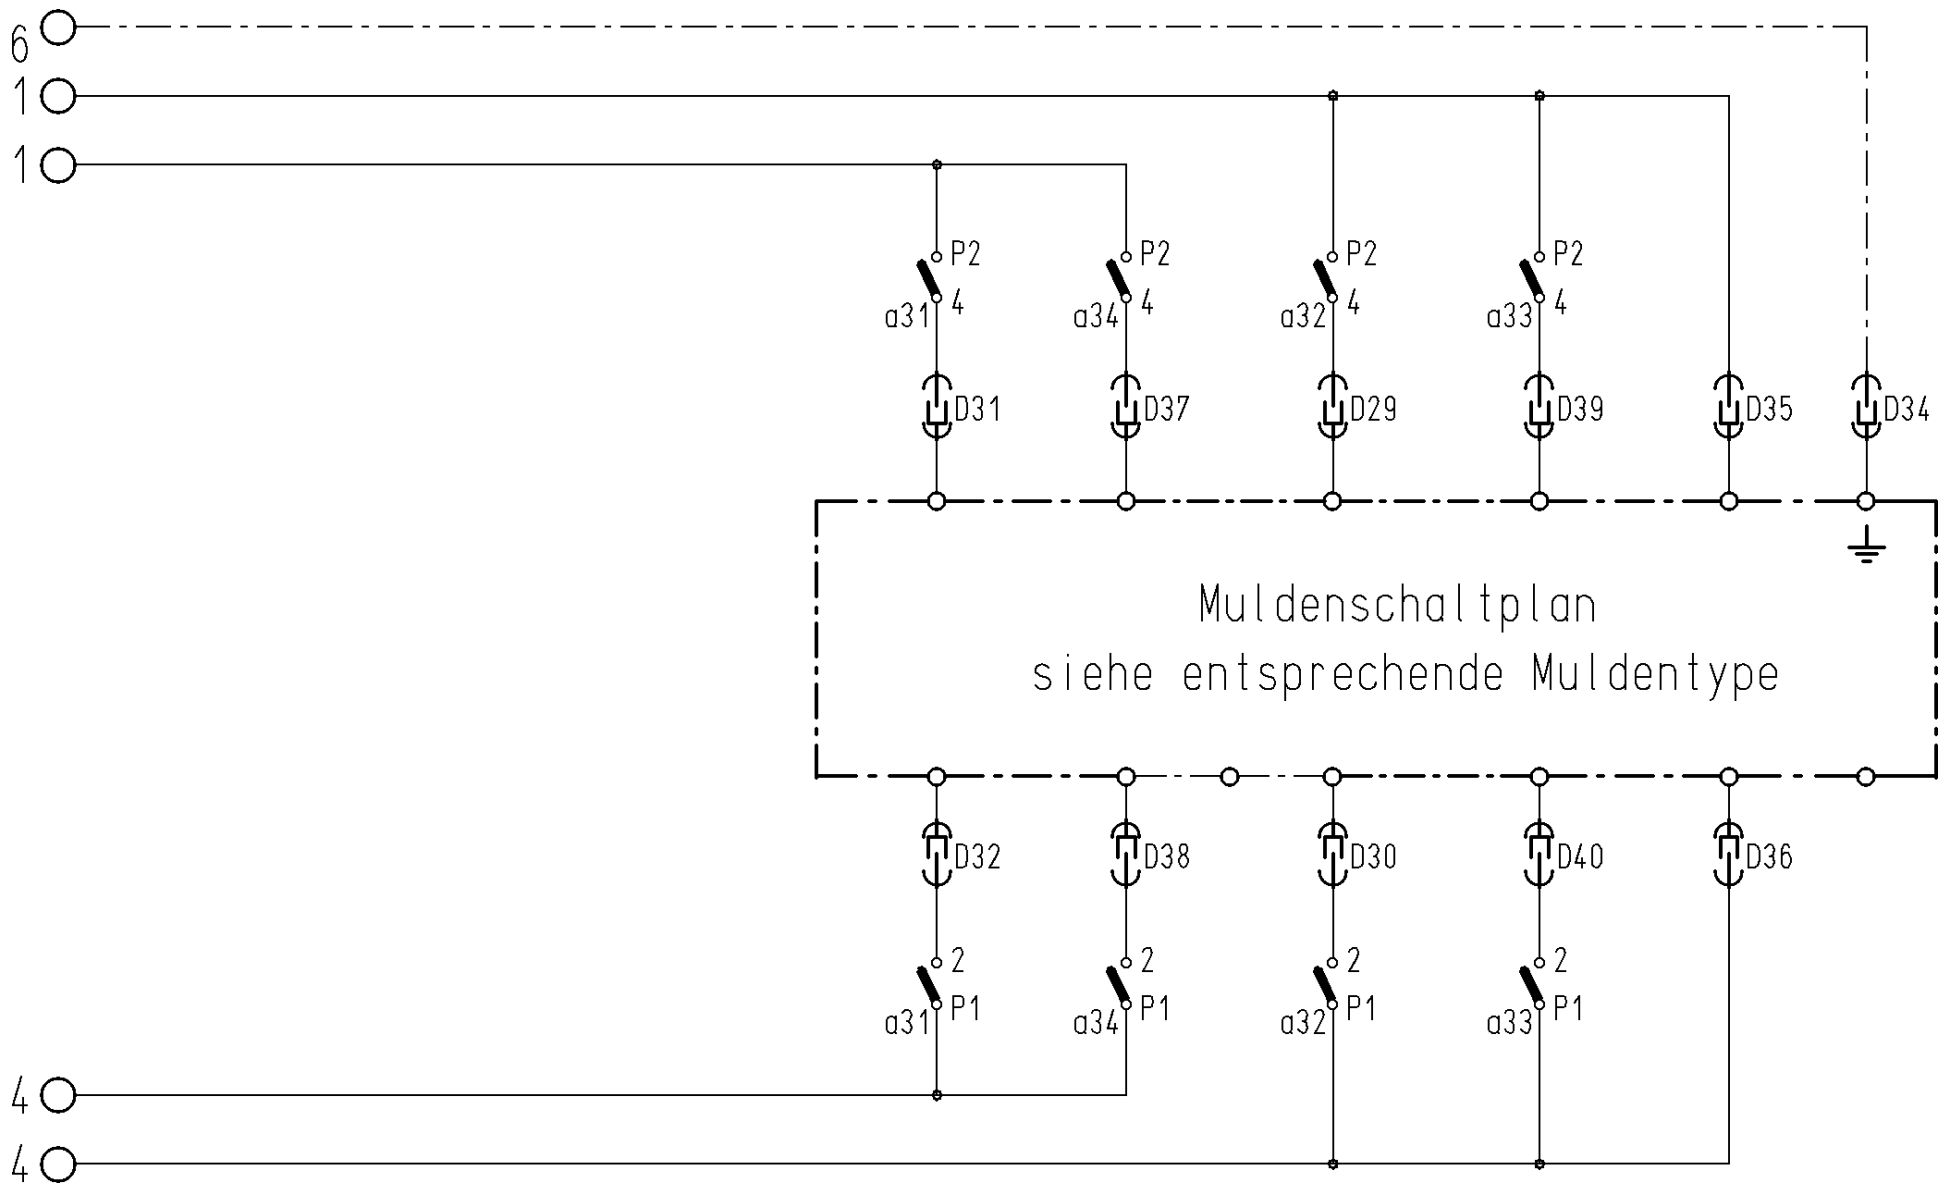 6
1
1
P2 P2 P2 P2
4 4 4 4
a31 a34 a32 a33
D31 D37 D29 D39 D35 D34
Muldenschaltplan
siehe entsprechende Muldentype
D32 D38 D30 D40 D36
2 2 2 2
P1 P1 P1 P1
a31 a34 a32 a33
4
4